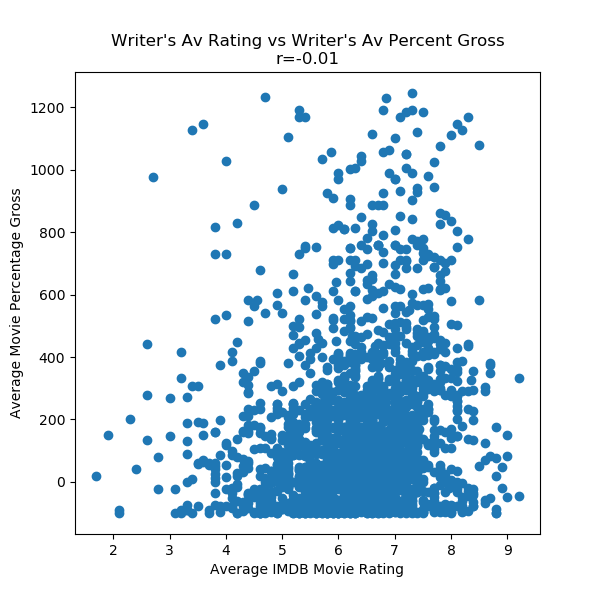 Writer's Av Rating vs Writer's Av Percent Gross
r=-0.01
1200
1000
800
600
400
200
0
Average Movie Percentage Gross
2 3 4 5 6 7 8 9
Average IMDB Movie Rating